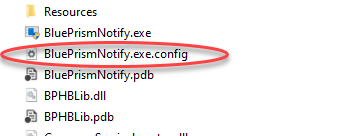 Resources
BluePrismNotify.exe
BluePrismNotify.exe.config
BluePrismNotify.pdb
BPHBLib.dll
BPHBLib.pdb